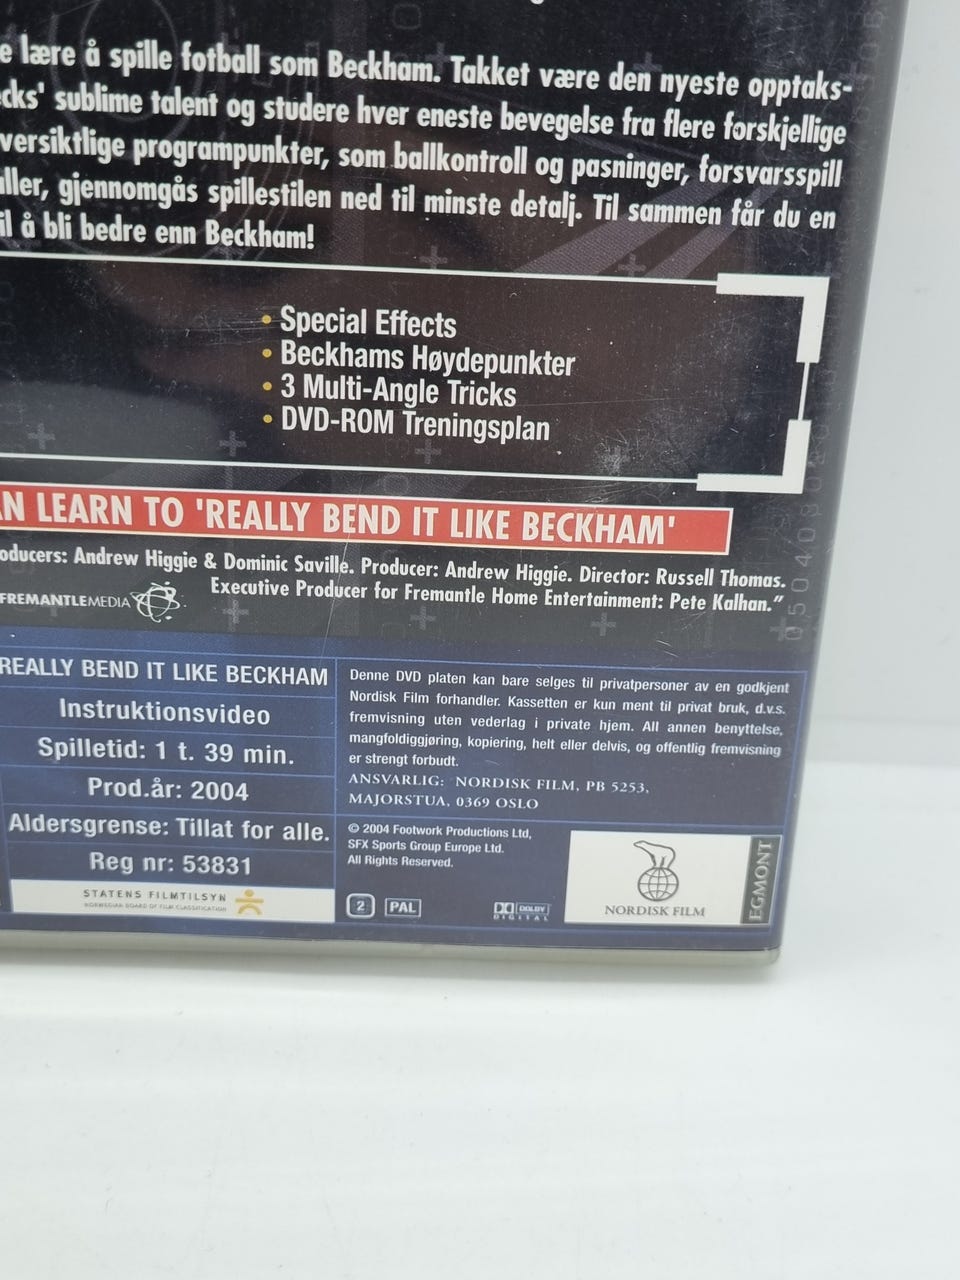 lære å spille fotball som Beckham. Takket være den nyeste opptaks-
cks' sublime talent og studere hver eneste bevegelse fra flere forskjellige
versiktlige programpunkter, som ballkontroll og pasninger, forsvarsspill
aller, gjennomgås spillestilen ned til minste detalj. Til sammen får du en
il å bli bedre enn Beckham!
• Special Effects
• Beckhams Høydepunkter
• 3 Multi-Angle Tricks
• DVD-ROM Treningsplan
AN LEARN TO 'REALLY BEND IT LIKE BECKHAM'
oducers: Andrew Higgie & Dominic Saville. Producer: Andrew Higgie. Director: Russell Thomas.
Executive Producer for Fremantle Home Entertainment: Pete Kalhan."
FREMANTLEMEDIA
REALLY BEND IT LIKE BECKHAM
Instruktionsvideo
Spilletid: 1 t. 39 min.
Prod.år: 2004
Aldersgrense: Tillat for alle.
Reg nr: 53831
STATENS FILMTILSYN
NORWEGIAN BOARD OF FILM CLASSIFICATION
Denne DVD platen kan bare selges til privatpersoner av en godkjent
Nordisk Film forhandler. Kassetten er kun ment til privat bruk, d.v.s.
fremvisning uten vederlag i private hjem. All annen benyttelse,
mangfoldiggjøring, kopiering, helt eller delvis, og offentlig fremvisning
er strengt forbudt.
ANSVARLIG: NORDISK FILM, PB 5253,
MAJORSTUA, 0369 OSLO
© 2004 Footwork Productions Ltd,
SFX Sports Group Europe Ltd.
All Rights Reserved.
2 PAL
DOLBY
DIGITAL
NORDISK FILM
EGMONT